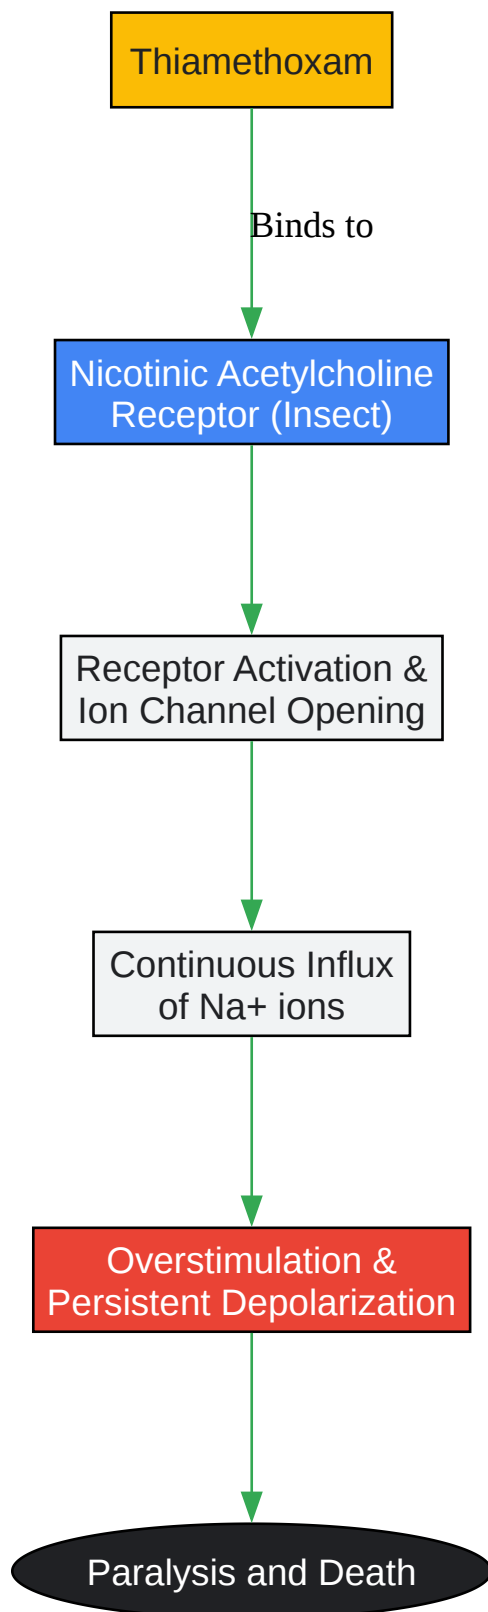 Thiamethoxam
Binds to
Nicotinic Acetylcholine
Receptor (Insect)
Receptor Activation &
Ion Channel Opening
Continuous Influx
of Na+ ions
Overstimulation &
Persistent Depolarization
Paralysis and Death